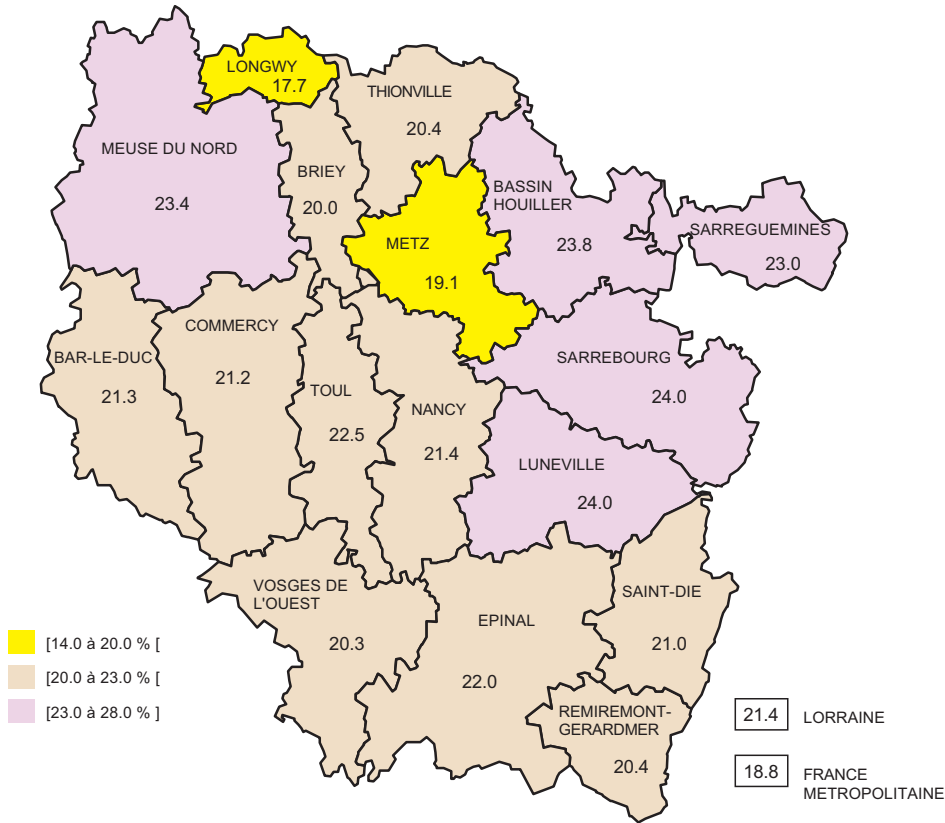 LONGWY
17.7
THIONVILLE
20.4
MEUSE DU NORD
23.4
BRIEY
20.0
BASSIN
HOUILLER
23.8
SARREGUEMINES
23.0
METZ
19.1
COMMERCY
21.2
BAR-LE-DUC
21.3
TOUL
22.5
NANCY
21.4
SARREBOURG
24.0
LUNEVILLE
24.0
VOSGES DE
L'OUEST
20.3
EPINAL
22.0
SAINT-DIE
21.0
REMIREMONT-
GERARDMER
20.4
[14.0 à 20.0 % [
[20.0 à 23.0 % [
[23.0 à 28.0 % ]
21.4 LORRAINE
18.8 FRANCE
METROPOLITAINE